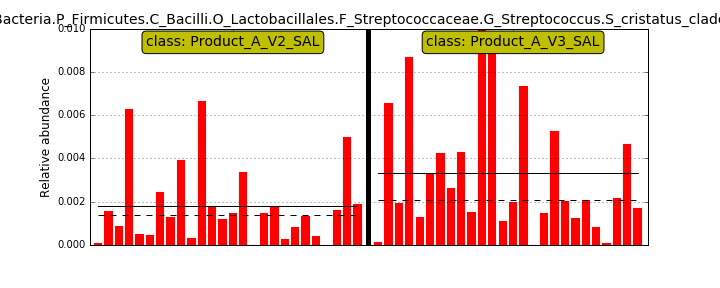 Bacteria.P_Firmicutes.C_Bacilli.O_Lactobacillales.F_Streptococcaceae.G_Streptococcus.S_cristatus_clade
class: Product_A_V2_SAL class: Product_A_V3_SAL
Relative abundance
0.010
0.008
0.006
0.004
0.002
0.000